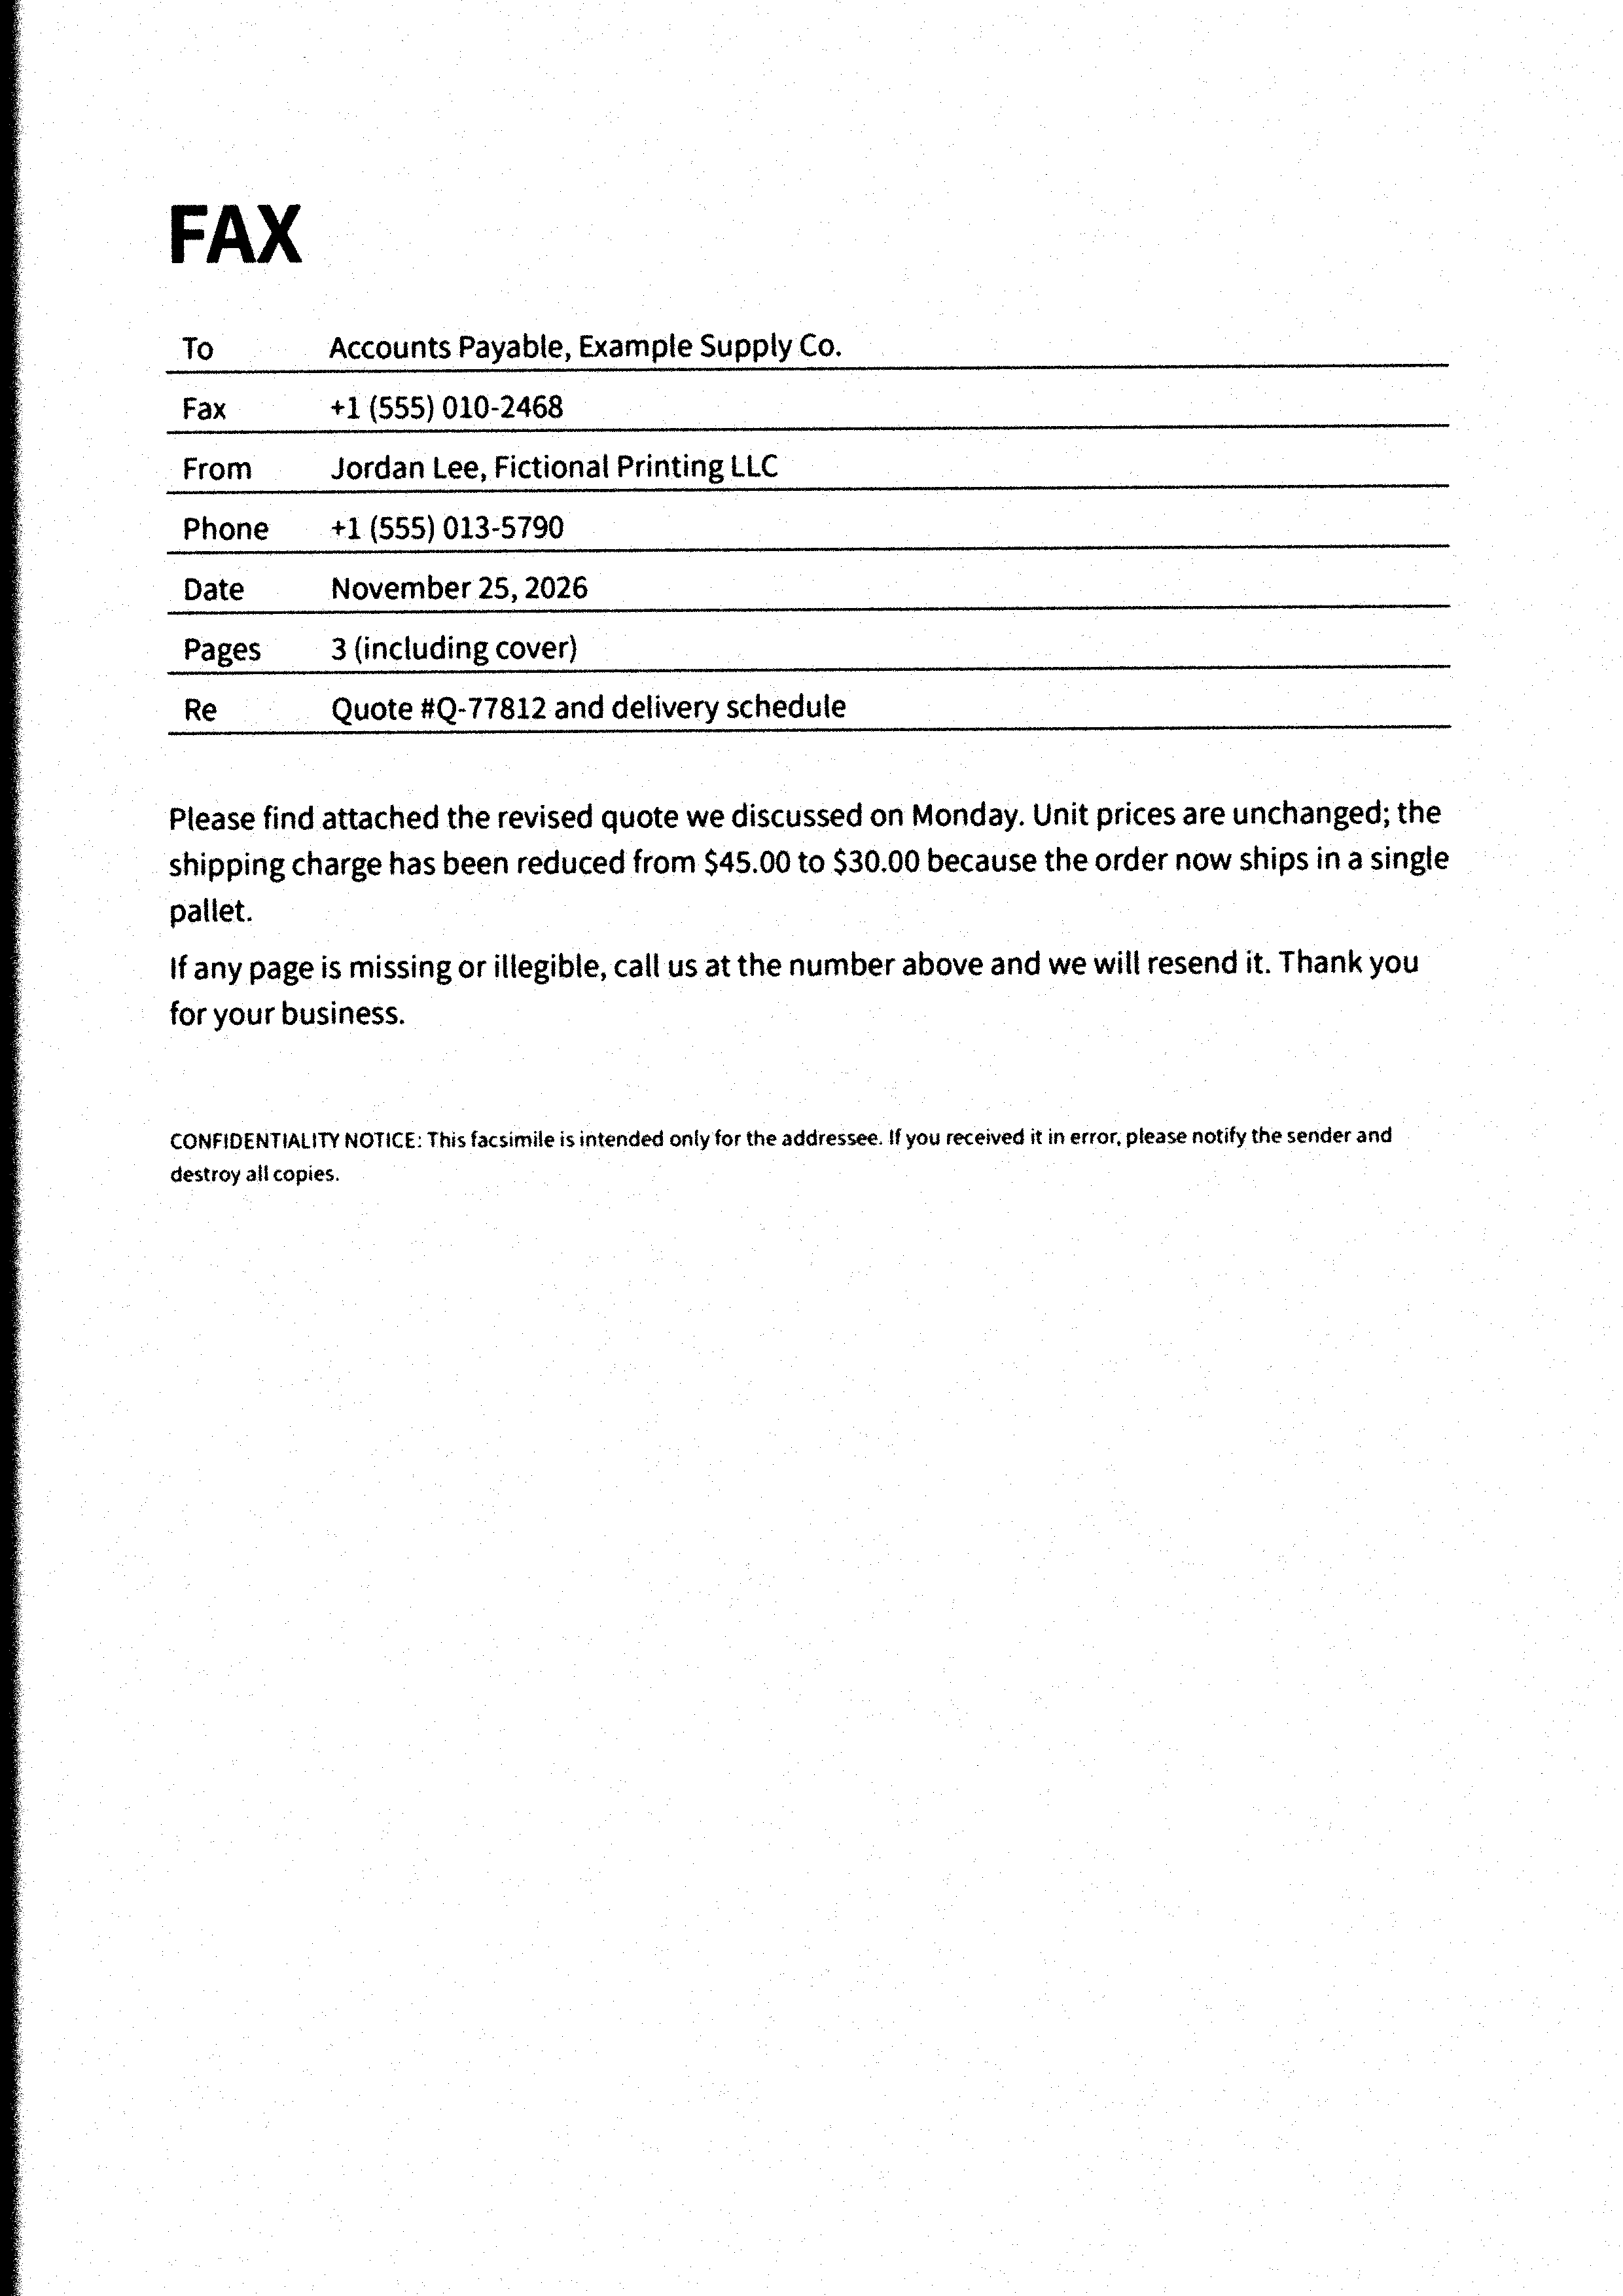 FAX
To Accounts Payable, Example Supply Co.
Fax +1 (555) 010-2468
From Jordan Lee, Fictional Printing LLC
Phone +1 (555) 013-5790
Date November 25, 2026
Pages 3 (including cover)
Re Quote #Q-77812 and delivery schedule
Please find attached the revised quote we discussed on Monday. Unit prices are unchanged; the
shipping charge has been reduced from $45.00 to $30.00 because the order now ships in a single
pallet.
If any page is missing or illegible, call us at the number above and we will resend it. Thank you
for your business.
CONFIDENTIALITY NOTICE: This facsimile is intended only for the addressee. If you received it in error, please notify the sender and
destroy all copies.